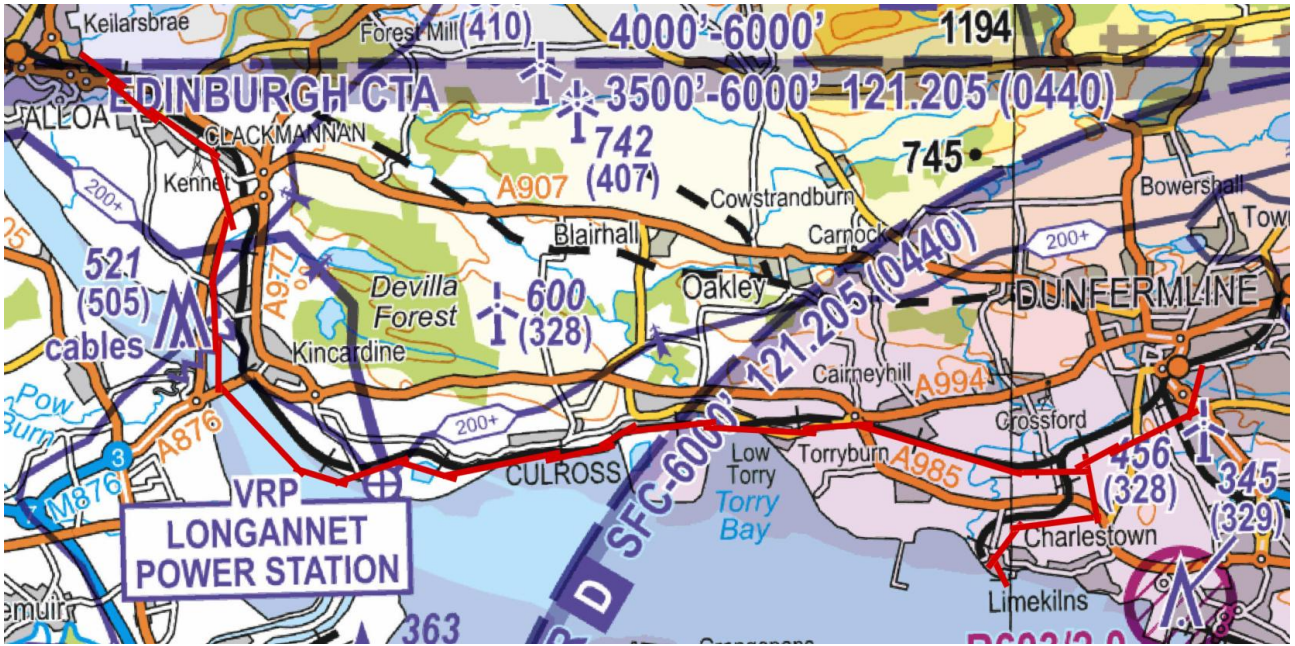 Keilarsbrae
Forest Mill
(410)
4000'-6000'
1194
EDINBURGH CTA
3500'-6000' 121.205 (0440)
ALLOA
CLACKMANNAN
742
(407)
745
Kennet
A907
Cowstrandburn
Bowershall
Town
200+
Blairhall
Carnock
200+
521
(505)
cables
A977
Devilla
Forest
600
(328)
Oakley
DUNFERMLINE
Kincardine
SFC-6000' 121.205 (0440)
Cairneyhill
A994
Pow
Burn
A876
200+
Crossford
3
M876
CULROSS
Low
Torry
Torryburn
A985
456
(328)
345
(329)
7
VRP
LONGANNET
POWER STATION
Torry
Bay
Charlestown
D
Limekilns
emuir
363